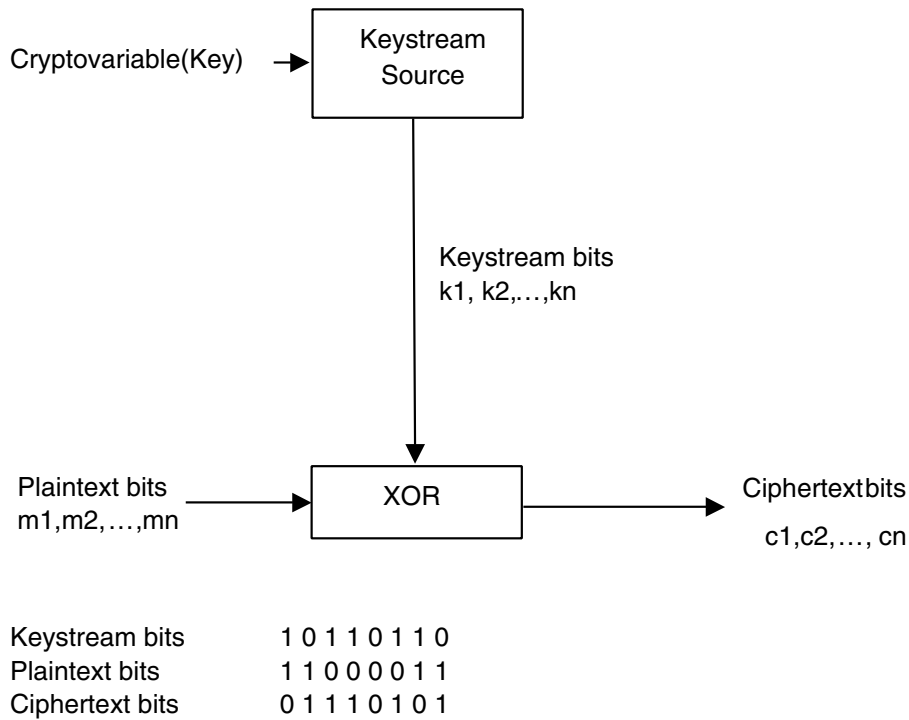 Cryptovariable(Key)
Keystream
Source
Keystream bits
k1, k2,…,kn
Plaintext bits
m1,m2,…,mn
XOR
Ciphertext bits
c1,c2,…, cn
Keystream bits 1 0 1 1 0 1 1 0
Plaintext bits 1 1 0 0 0 0 1 1
Ciphertext bits 0 1 1 1 0 1 0 1